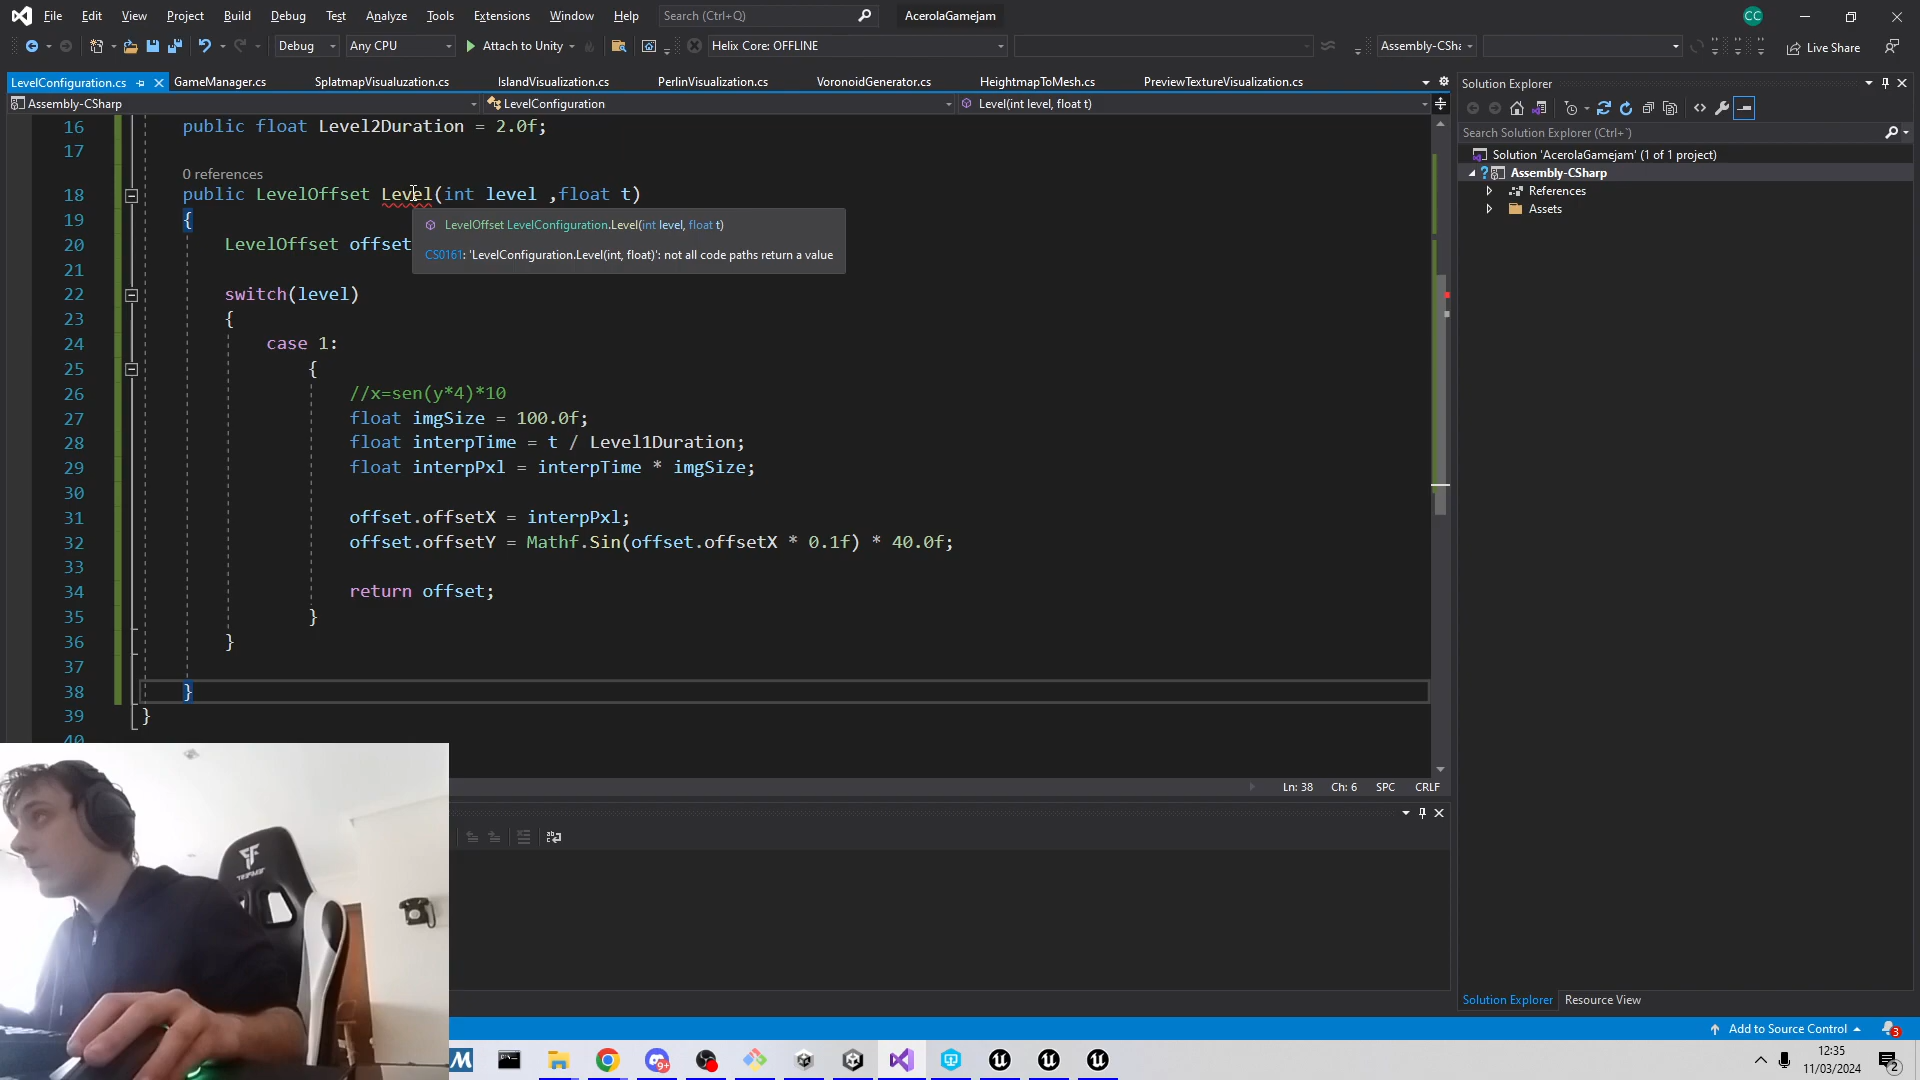 File Edit View Project Build Debug Test Analyze Tools Extensions Window Help Search (Ctrl+Q) AcerolaGamejam CC
Debug Any CPU Attach to Unity Helix Core: OFFLINE Assembly-CSha Live Share
LevelConfiguration.cs GameManager.cs SplatmapVisualuzation.cs IslandVisualization.cs PerlinVisualization.cs VoronoidGenerator.cs HeightmapToMesh.cs PreviewTextureVisualization.cs
Assembly-CSharp LevelConfiguration Level(int level, float t)
16 public float Level2Duration = 2.0f;
17
0 references
18 public LevelOffset Level(int level ,float t)
19 {
LevelOffset LevelConfiguration.Level(int level, float t)
20 LevelOffset offset
CS0161: 'LevelConfiguration.Level(int, float)': not all code paths return a value
21
22 switch(level)
23 {
24 case 1:
25 {
26 //x=sen(y*4)*10
27 float imgSize = 100.0f;
28 float interpTime = t / Level1Duration;
29 float interpPxl = interpTime * imgSize;
30
31 offset.offsetX = interpPxl;
32 offset.offsetY = Mathf.Sin(offset.offsetX * 0.1f) * 40.0f;
33
34 return offset;
35 }
36 }
37
38 }
39 }
40
Ln: 38 Ch: 6 SPC CRLF
Solution Explorer
Search Solution Explorer (Ctrl+`)
Solution 'AcerolaGamejam' (1 of 1 project)
Assembly-CSharp
References
Assets
Solution Explorer Resource View
Add to Source Control 3
9+
12:35
11/03/2024
2